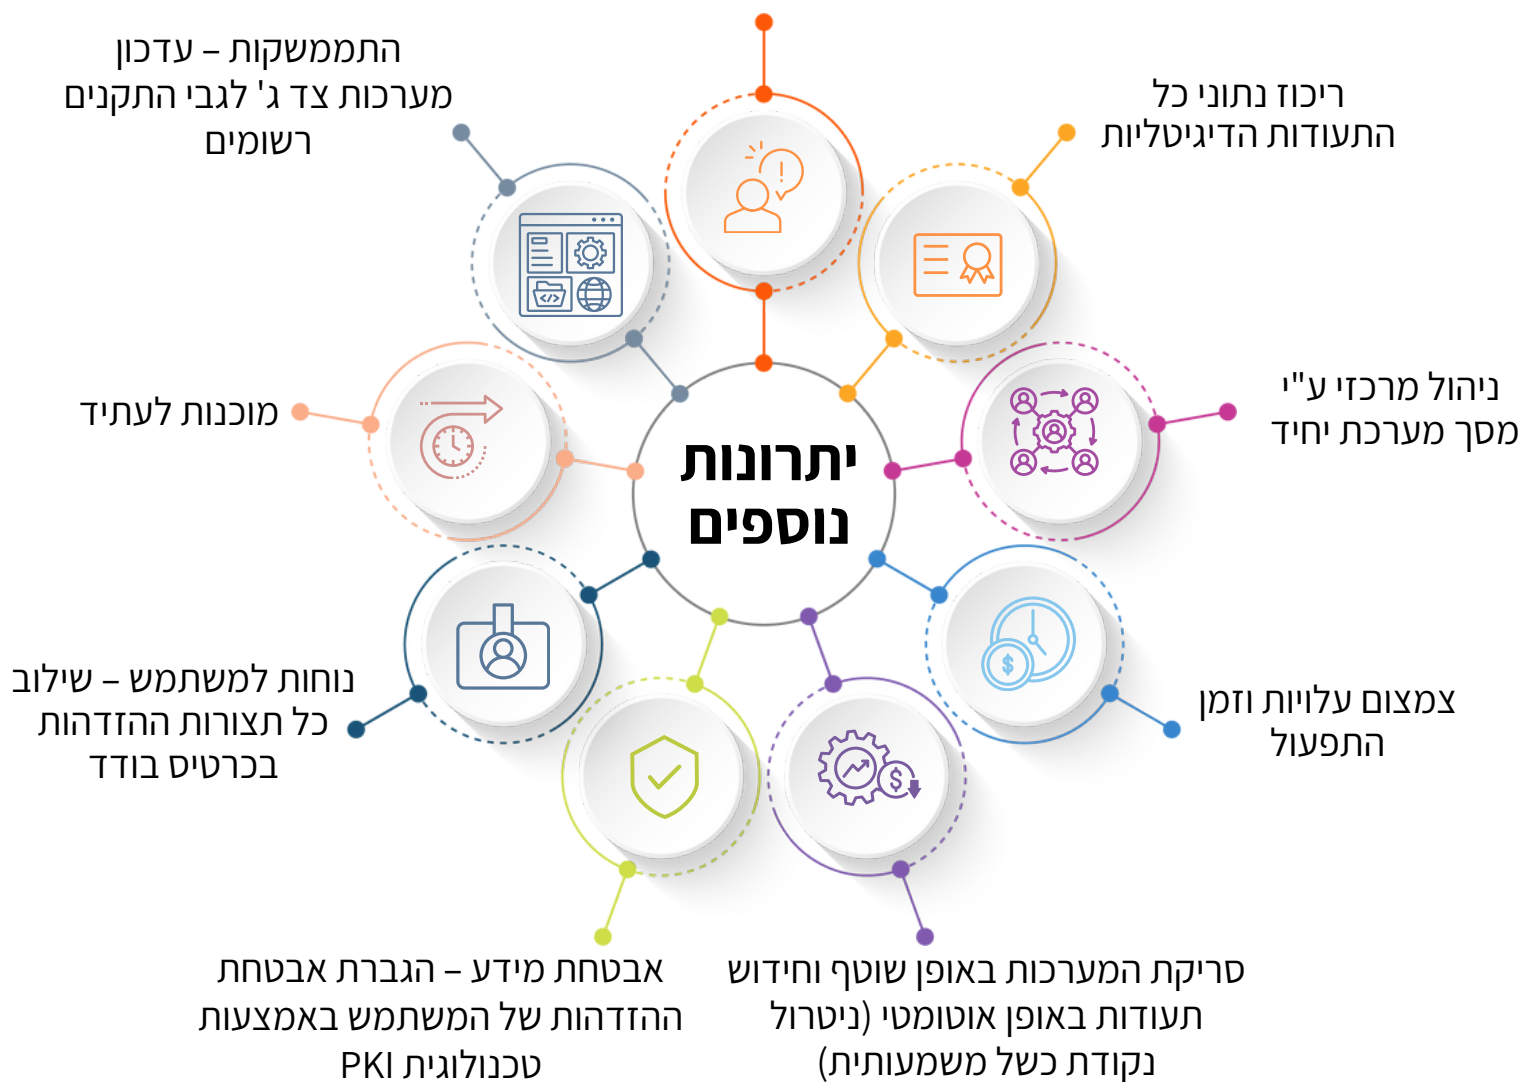 יתרונות
נוספים
ריכוז נתוני כל
התעודות הדיגיטליות
ניהול מרכזי ע"י
מסך מערכת יחיד
צמצום עלויות וזמן
התפעול
סריקת המערכות באופן שוטף וחידוש
תעודות באופן אוטומטי (ניטרול
נקודת כשל משמעותית)
אבטחת מידע – הגברת אבטחת
ההזדהות של המשתמש באמצעות
טכנולוגית PKI
נוחות למשתמש – שילוב
כל תצורות ההזדהות
בכרטיס בודד
מוכנות לעתיד
התממשקות – עדכון
מערכות צד ג' לגבי התקנים
רשומים